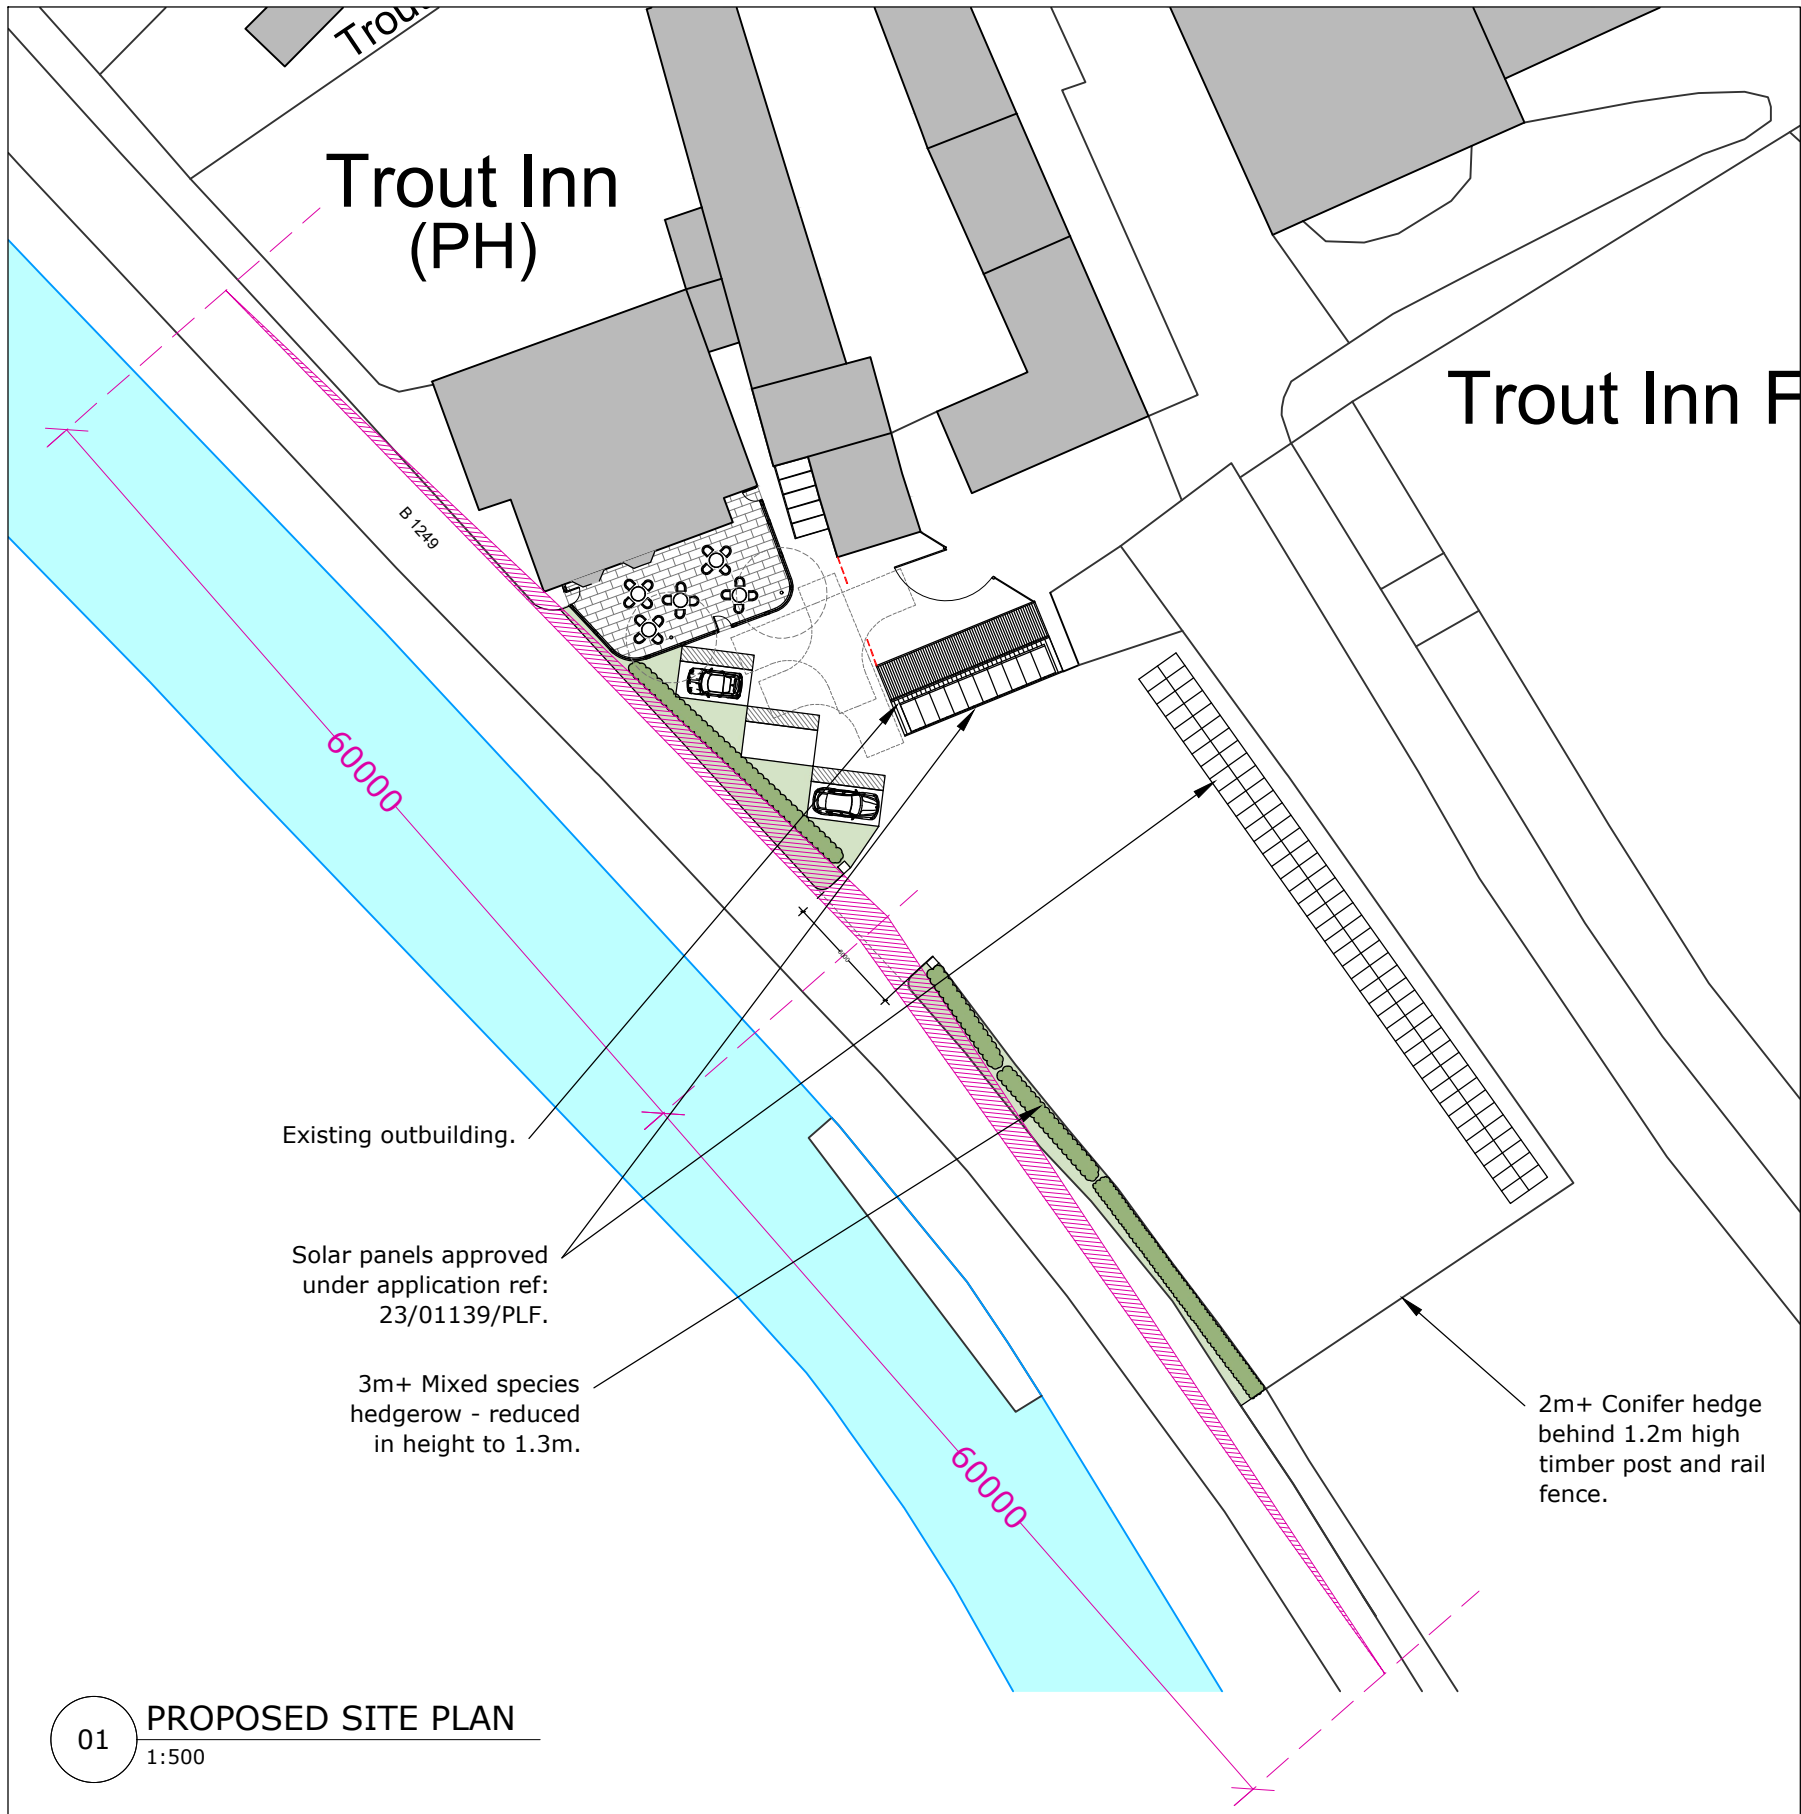 Trout
Trout Inn
(PH)
Trout Inn F
B 1249
60000
Existing outbuilding.
Solar panels approved
under application ref:
23/01139/PLF.
3m+ Mixed species
hedgerow - reduced
in height to 1.3m.
60000
2m+ Conifer hedge
behind 1.2m high
timber post and rail
fence.
01
PROPOSED SITE PLAN
1:500